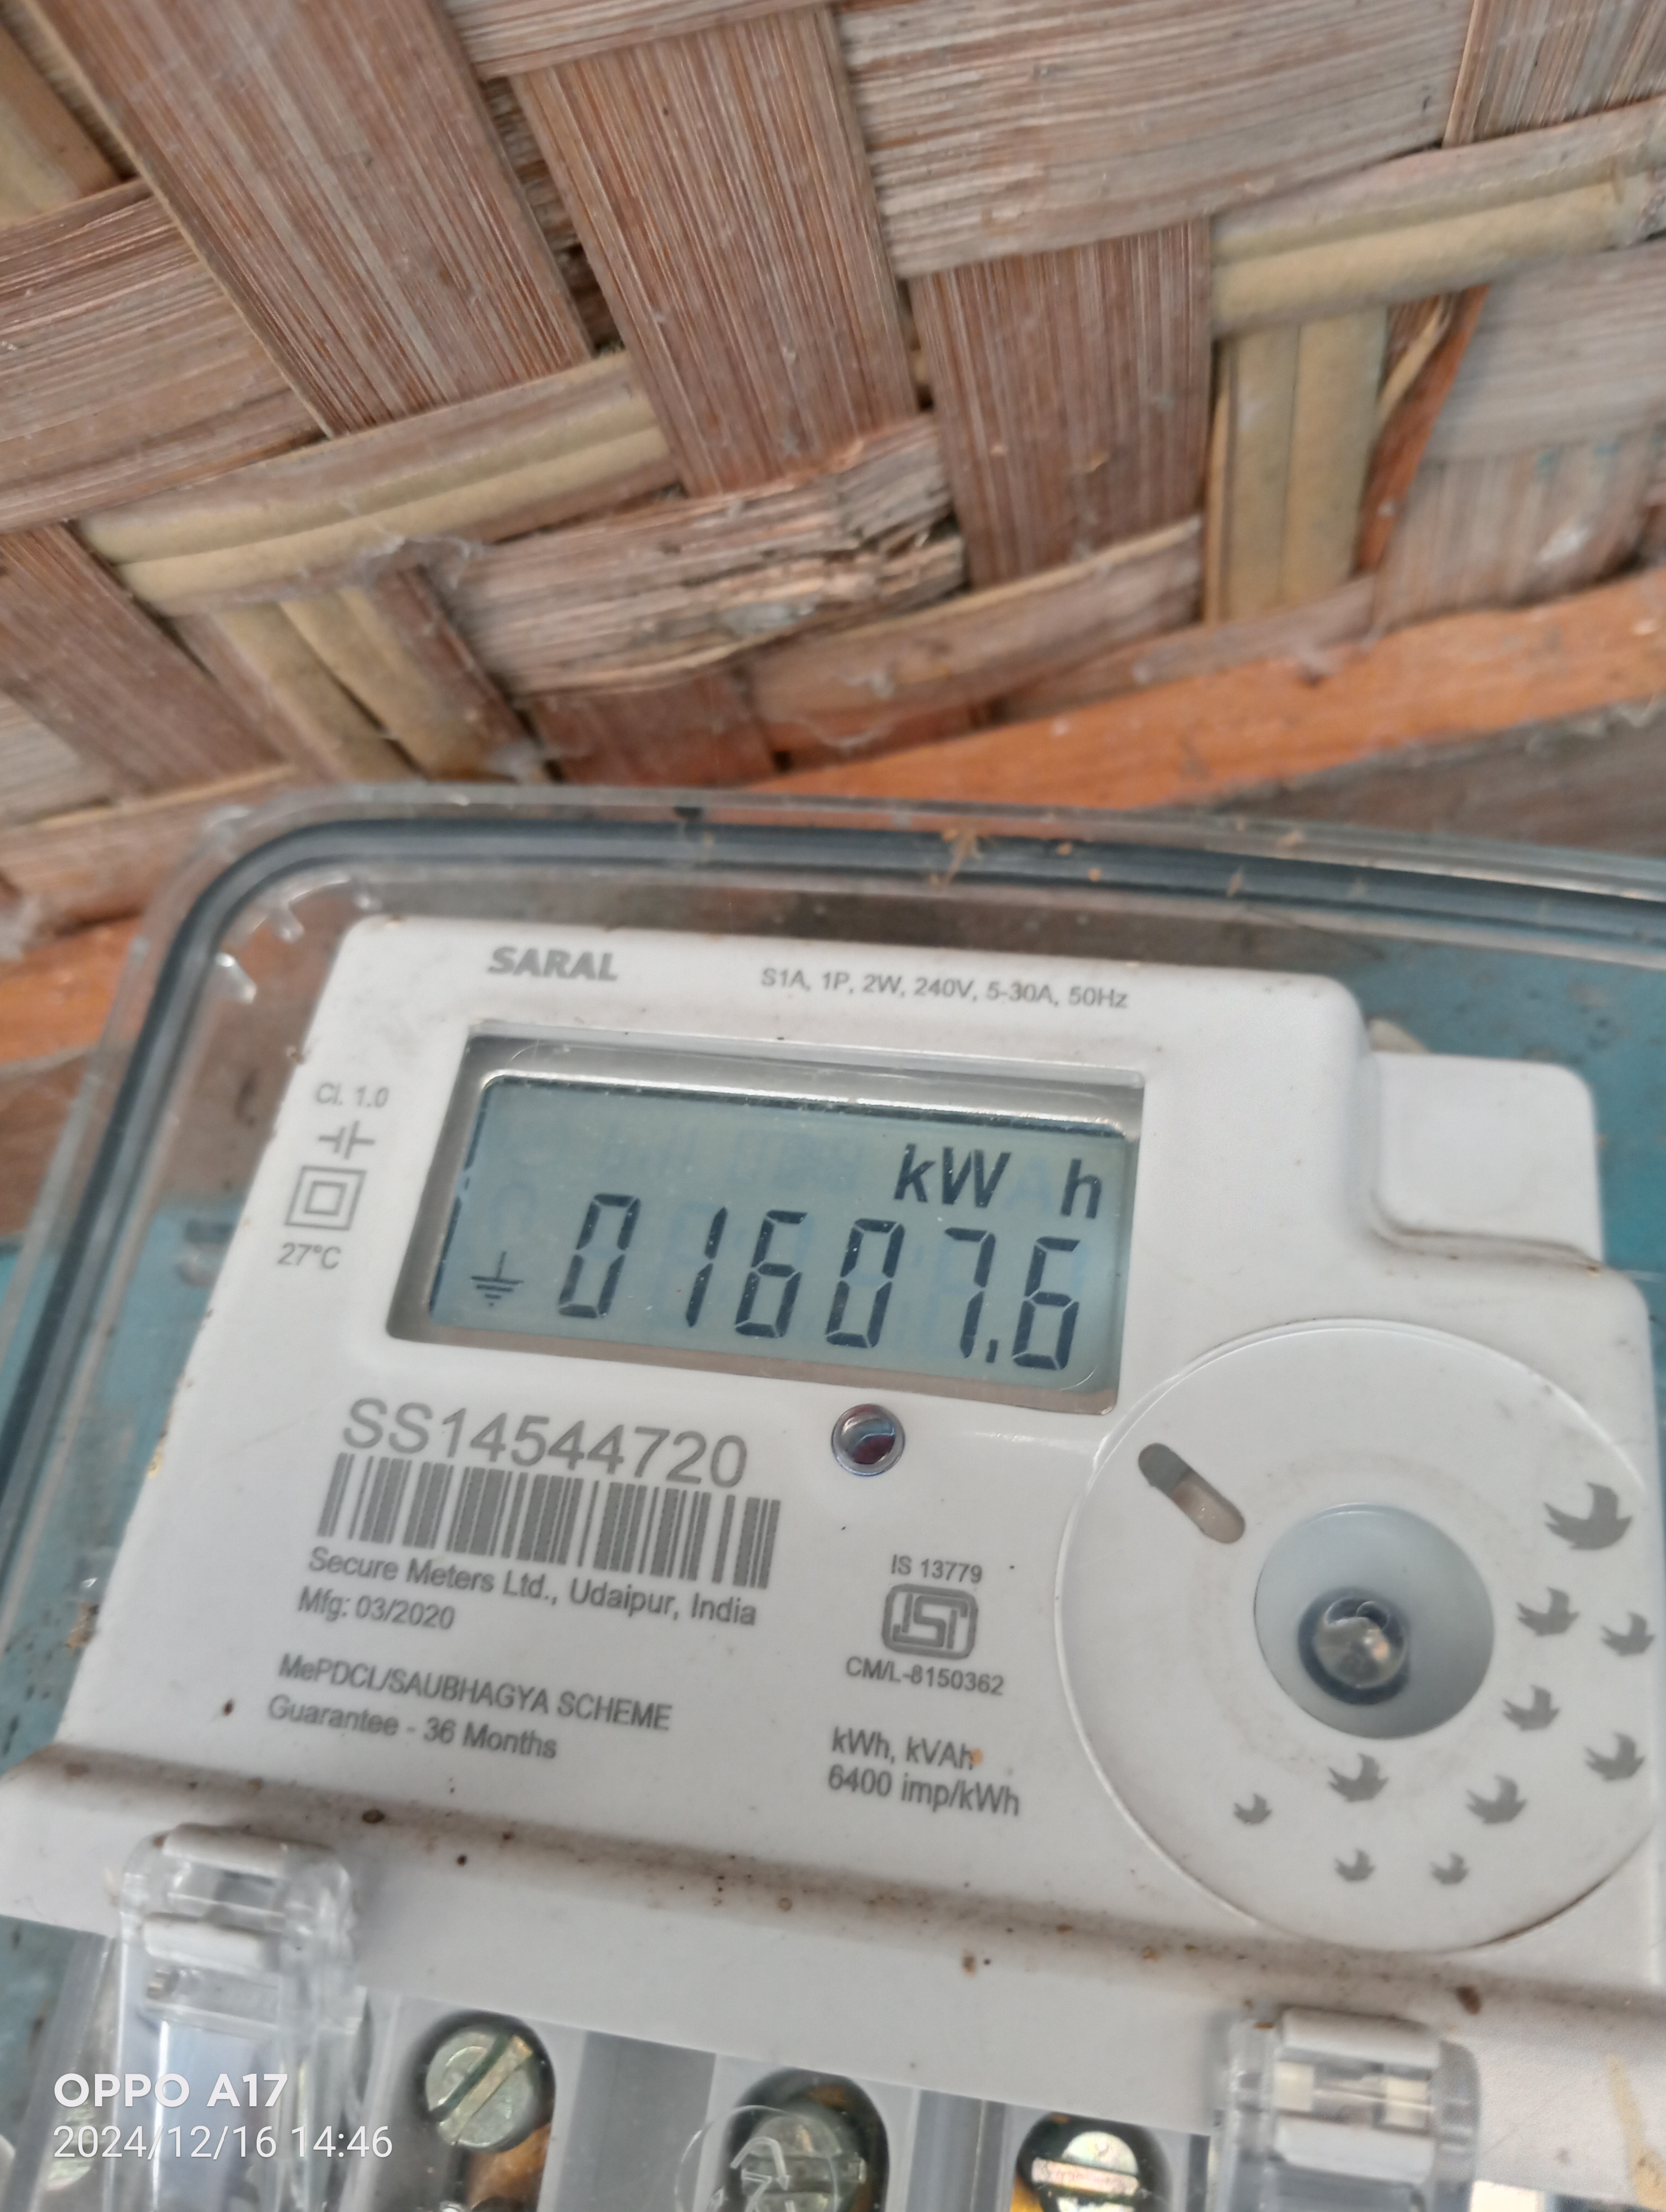 SARAL
S1A, 1P, 2W, 240V, 5-30A, 50Hz
Cl. 1.0
27°C
kW h
01607.6
SS14544720
Secure Meters Ltd., Udaipur, India
Mfg: 03/2020
MePDCL/SAUBHAGYA SCHEME
Guarantee - 36 Months
IS 13779
ISI
CM/L-8150362
kWh, kVAh
6400 imp/kWh
OPPO A17
2024/12/16 14:46